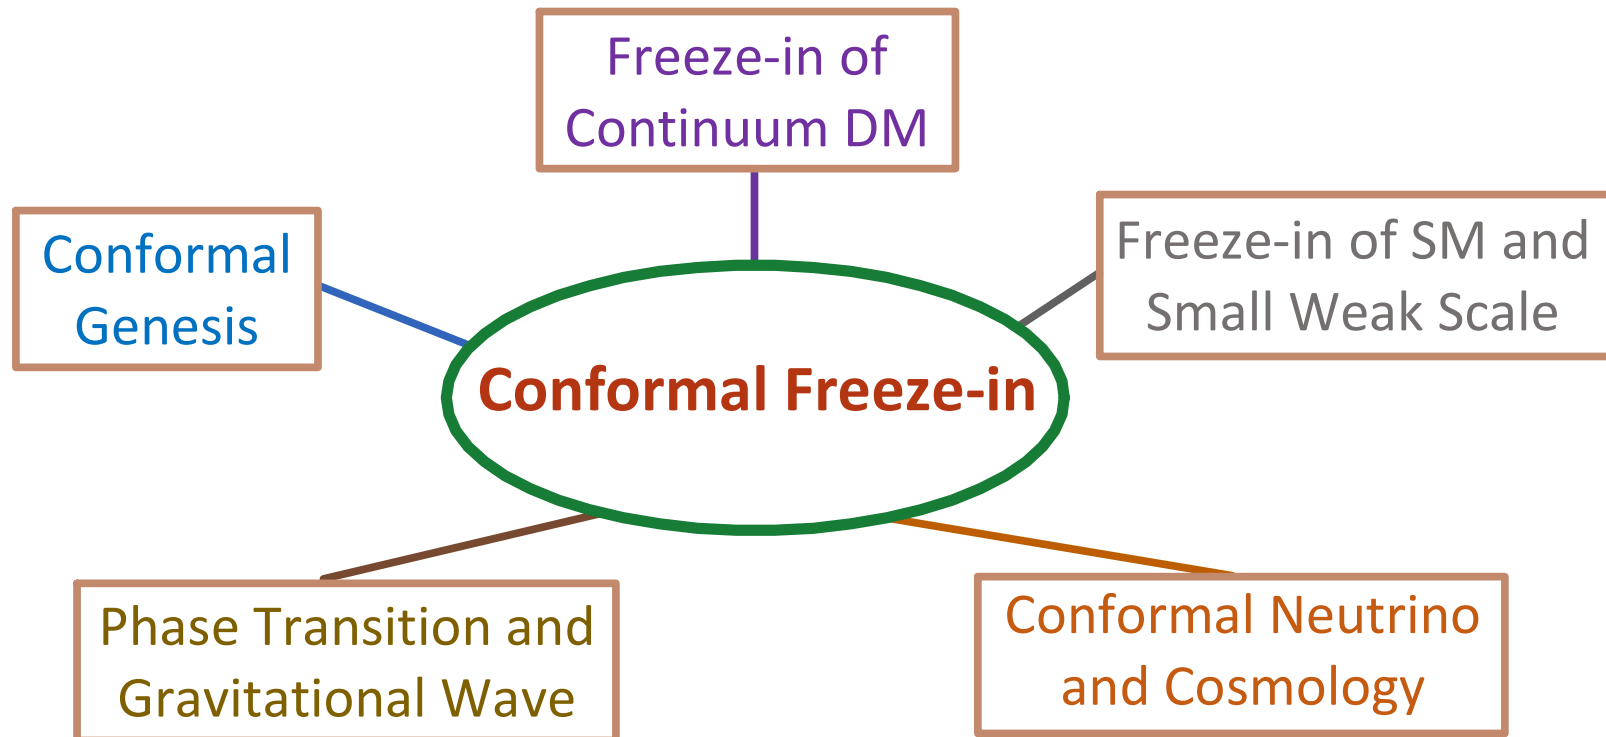 Freeze-in of
Continuum DM
Conformal
Genesis
Freeze-in of SM and
Small Weak Scale
Conformal Freeze-in
Phase Transition and
Gravitational Wave
Conformal Neutrino
and Cosmology